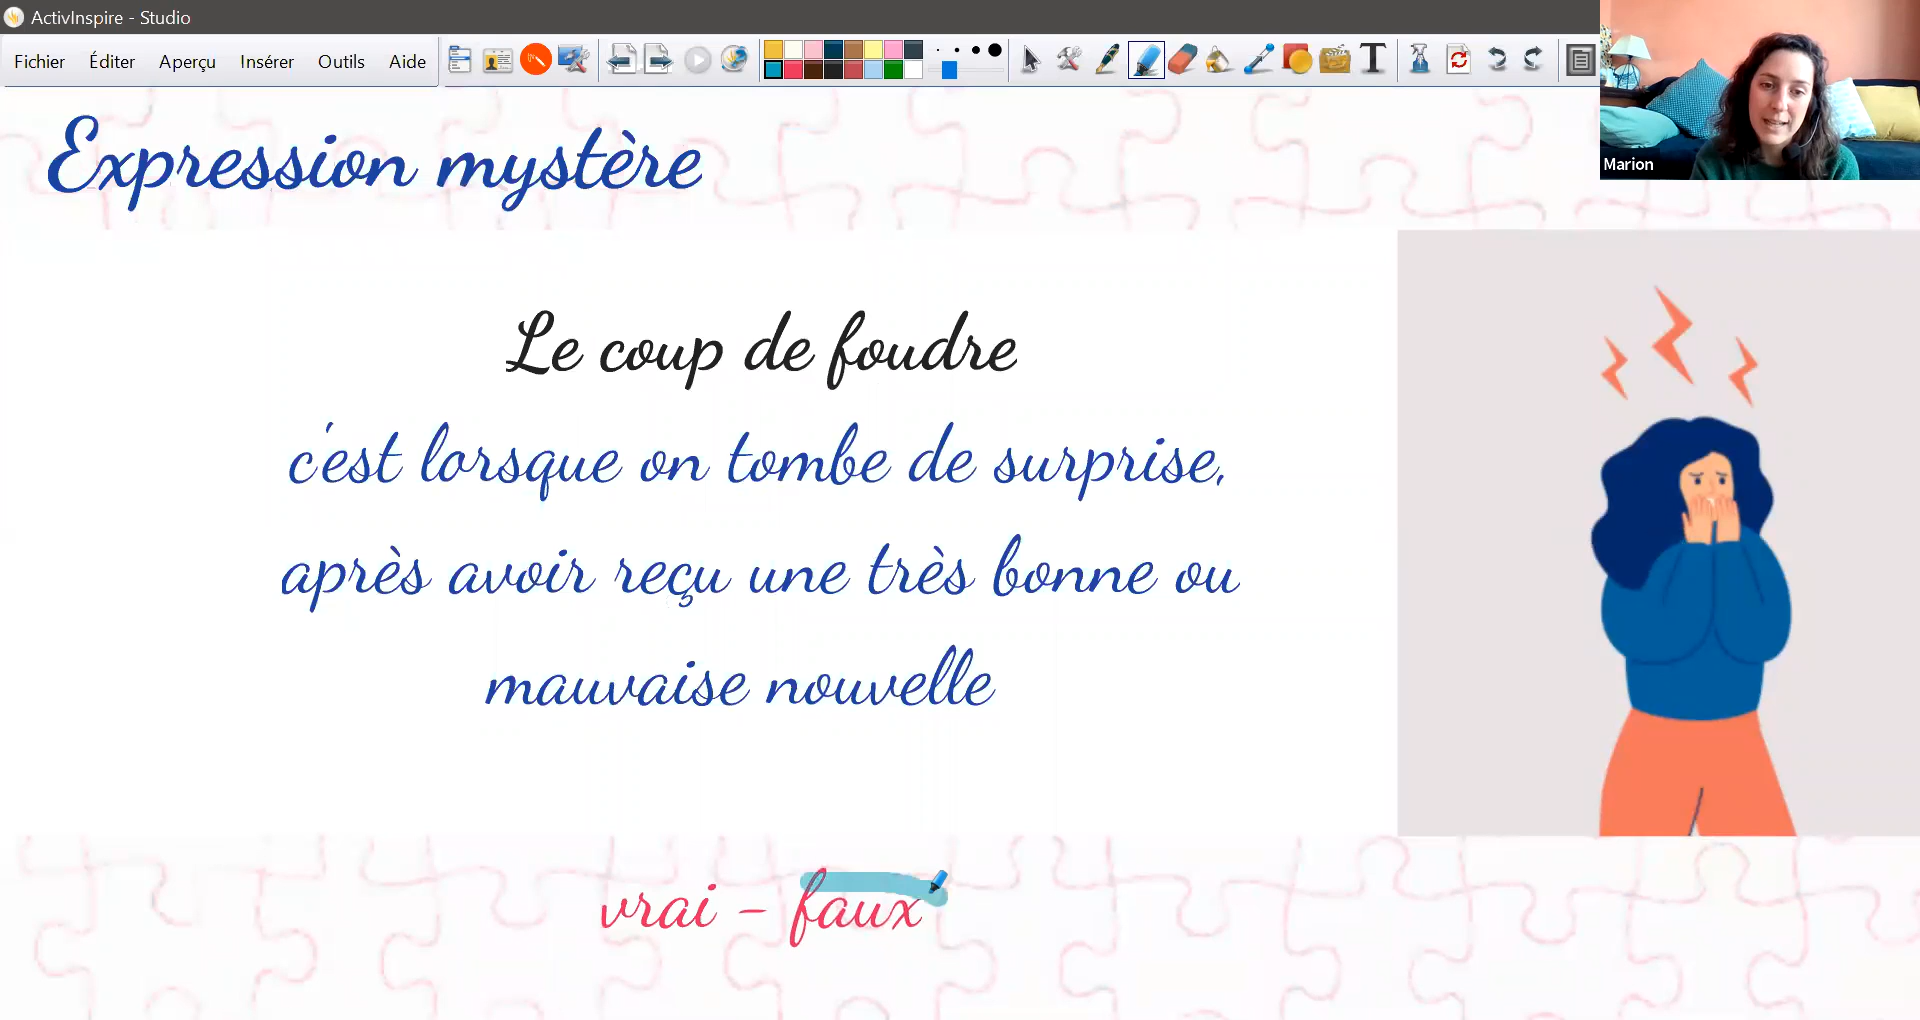 ActivInspire - Studio
Fichier Éditer Aperçu Insérer Outils Aide
Marion
Expression mystère
Le coup de foudre
c'est lorsque on tombe de surprise,
après avoir reçu une très bonne ou
mauvaise nouvelle
vrai - faux